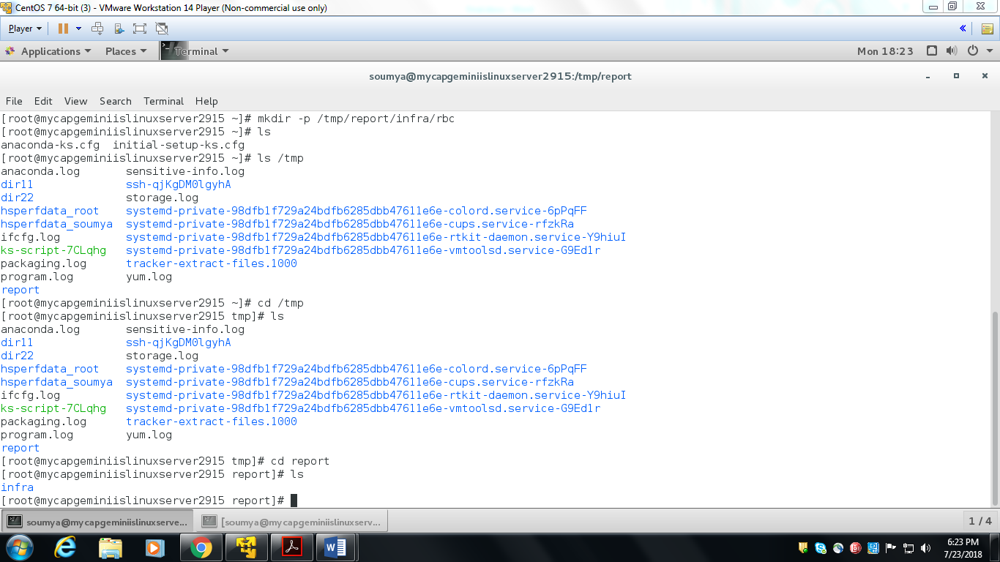 CentOS 7 64-bit (3) - VMware Workstation 14 Player (Non-commercial use only)
Player
Applications Places Terminal Mon 18:23
soumya@mycapgeminiislinuxserver2915:/tmp/report
File Edit View Search Terminal Help
[root@mycapgeminiislinuxserver2915 ~]# mkdir -p /tmp/report/infra/rbc
[root@mycapgeminiislinuxserver2915 ~]# ls
anaconda-ks.cfg initial-setup-ks.cfg
[root@mycapgeminiislinuxserver2915 ~]# ls /tmp
anaconda.log sensitive-info.log
dir11 ssh-qjKgDM0lgyhA
dir22 storage.log
hsperfdata_root systemd-private-98dfb1f729a24bdfb6285dbb47611e6e-colord.service-6pPqFF
hsperfdata_soumya systemd-private-98dfb1f729a24bdfb6285dbb47611e6e-cups.service-rfzkRa
ifcfg.log systemd-private-98dfb1f729a24bdfb6285dbb47611e6e-rtkit-daemon.service-Y9hiuI
ks-script-7CLqhg systemd-private-98dfb1f729a24bdfb6285dbb47611e6e-vmtoolsd.service-G9Ed1r
packaging.log tracker-extract-files.1000
program.log yum.log
report
[root@mycapgeminiislinuxserver2915 ~]# cd /tmp
[root@mycapgeminiislinuxserver2915 tmp]# ls
anaconda.log sensitive-info.log
dir11 ssh-qjKgDM0lgyhA
dir22 storage.log
hsperfdata_root systemd-private-98dfb1f729a24bdfb6285dbb47611e6e-colord.service-6pPqFF
hsperfdata_soumya systemd-private-98dfb1f729a24bdfb6285dbb47611e6e-cups.service-rfzkRa
ifcfg.log systemd-private-98dfb1f729a24bdfb6285dbb47611e6e-rtkit-daemon.service-Y9hiuI
ks-script-7CLqhg systemd-private-98dfb1f729a24bdfb6285dbb47611e6e-vmtoolsd.service-G9Ed1r
packaging.log tracker-extract-files.1000
program.log yum.log
report
[root@mycapgeminiislinuxserver2915 tmp]# cd report
[root@mycapgeminiislinuxserver2915 report]# ls
infra
[root@mycapgeminiislinuxserver2915 report]#
soumya@mycapgeminiislinuxserve... [soumya@mycapgeminiislinuxserv... 1 / 4
6:23 PM
7/23/2018